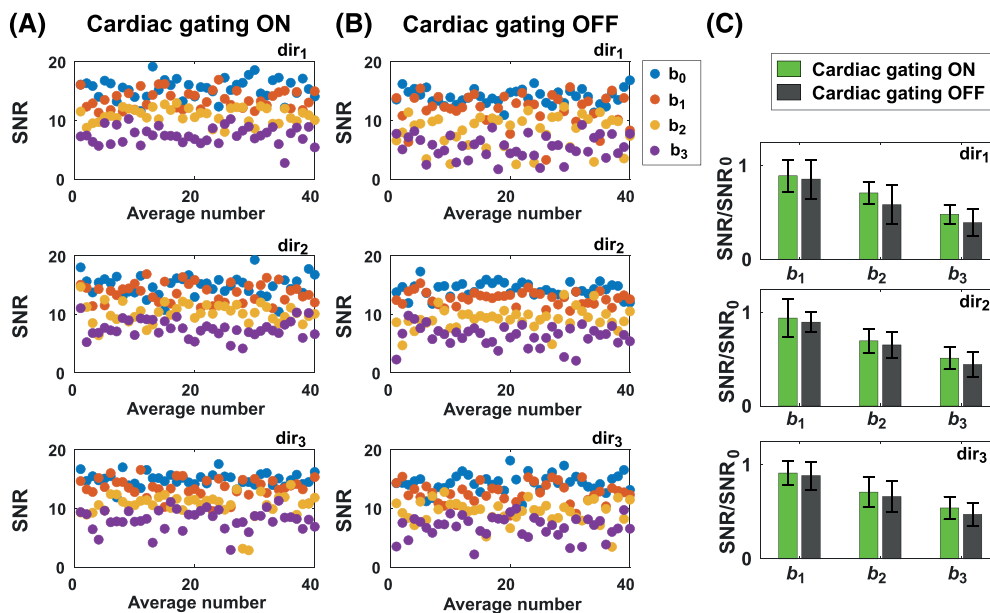 (A) Cardiac gating ON
dir1
20
10
0
SNR
0 20 40
Average number
dir2
20
10
0
SNR
0 20 40
Average number
dir3
20
10
0
SNR
0 20 40
Average number
(B) Cardiac gating OFF
dir1
20
10
0
SNR
0 20 40
Average number
dir2
20
10
0
SNR
0 20 40
Average number
dir3
20
10
0
SNR
0 20 40
Average number
b0
b1
b2
b3
(C)
Cardiac gating ON
Cardiac gating OFF
dir1
1
0
SNR/SNR0
dir2
1
0
SNR/SNR0
b1 b2 b3
dir3
1
0
SNR/SNR0
b1 b2 b3